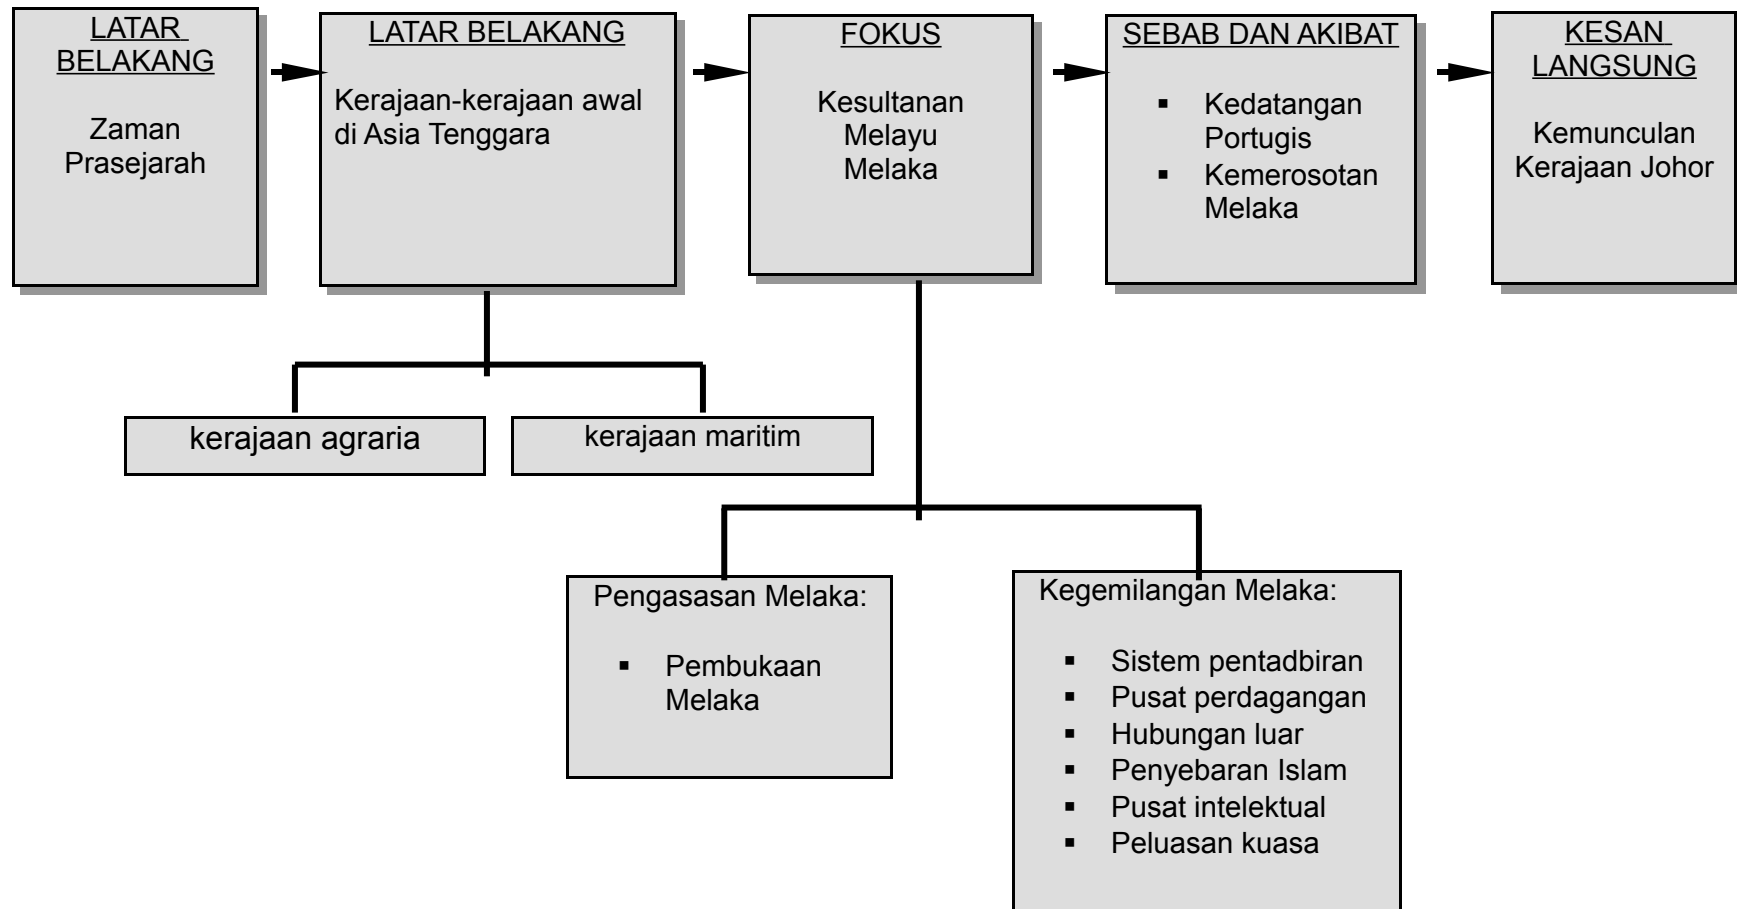 LATAR
BELAKANG
Zaman
Prasejarah
LATAR BELAKANG
Kerajaan-kerajaan awal
di Asia Tenggara
FOKUS
Kesultanan
Melayu
Melaka
SEBAB DAN AKIBAT
▪ Kedatangan
Portugis
▪ Kemerosotan
Melaka
KESAN
LANGSUNG
Kemunculan
Kerajaan Johor
kerajaan agraria
kerajaan maritim
Pengasasan Melaka:
▪ Pembukaan
Melaka
Kegemilangan Melaka:
▪ Sistem pentadbiran
▪ Pusat perdagangan
▪ Hubungan luar
▪ Penyebaran Islam
▪ Pusat intelektual
▪ Peluasan kuasa